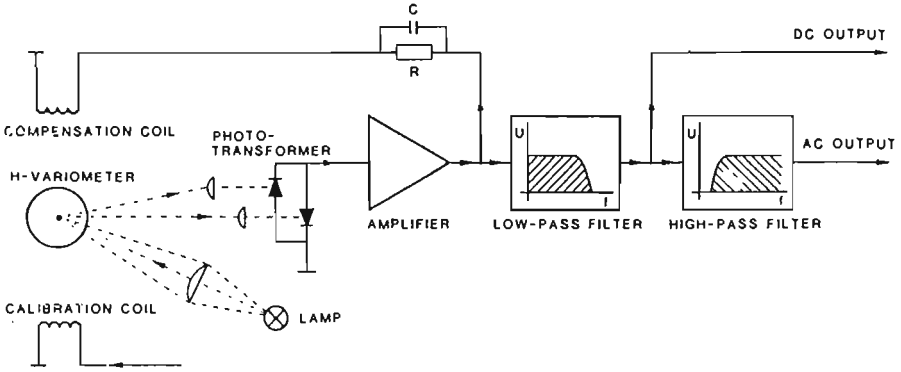 C
DC OUTPUT
R
COMPENSATION COIL
PHOTO-
TRANSFORMER
U
U
AC OUTPUT
H-VARIOMETER
f
f
AMPLIFIER
LOW-PASS FILTER
HIGH-PASS FILTER
CALIBRATION COIL
LAMP